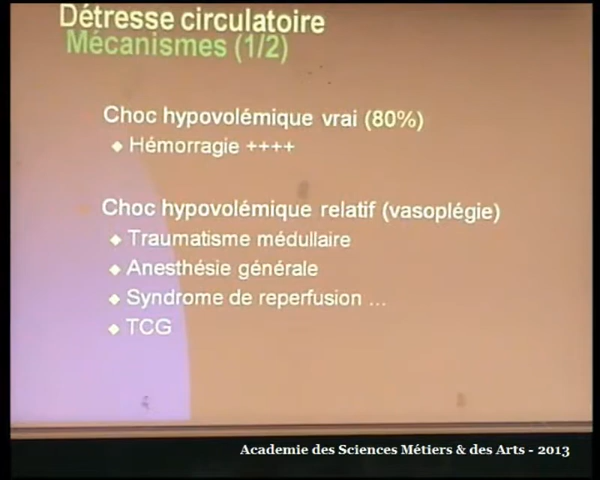 Détresse circulatoire
Mécanismes (1/2)
Choc hypovolémique vrai (80%)
◆ Hémorragie ++++
Choc hypovolémique relatif (vasoplégie)
◆ Traumatisme médullaire
◆ Anesthésie générale
◆ Syndrome de reperfusion ...
◆ TCG
Academie des Sciences Métiers & des Arts - 2013